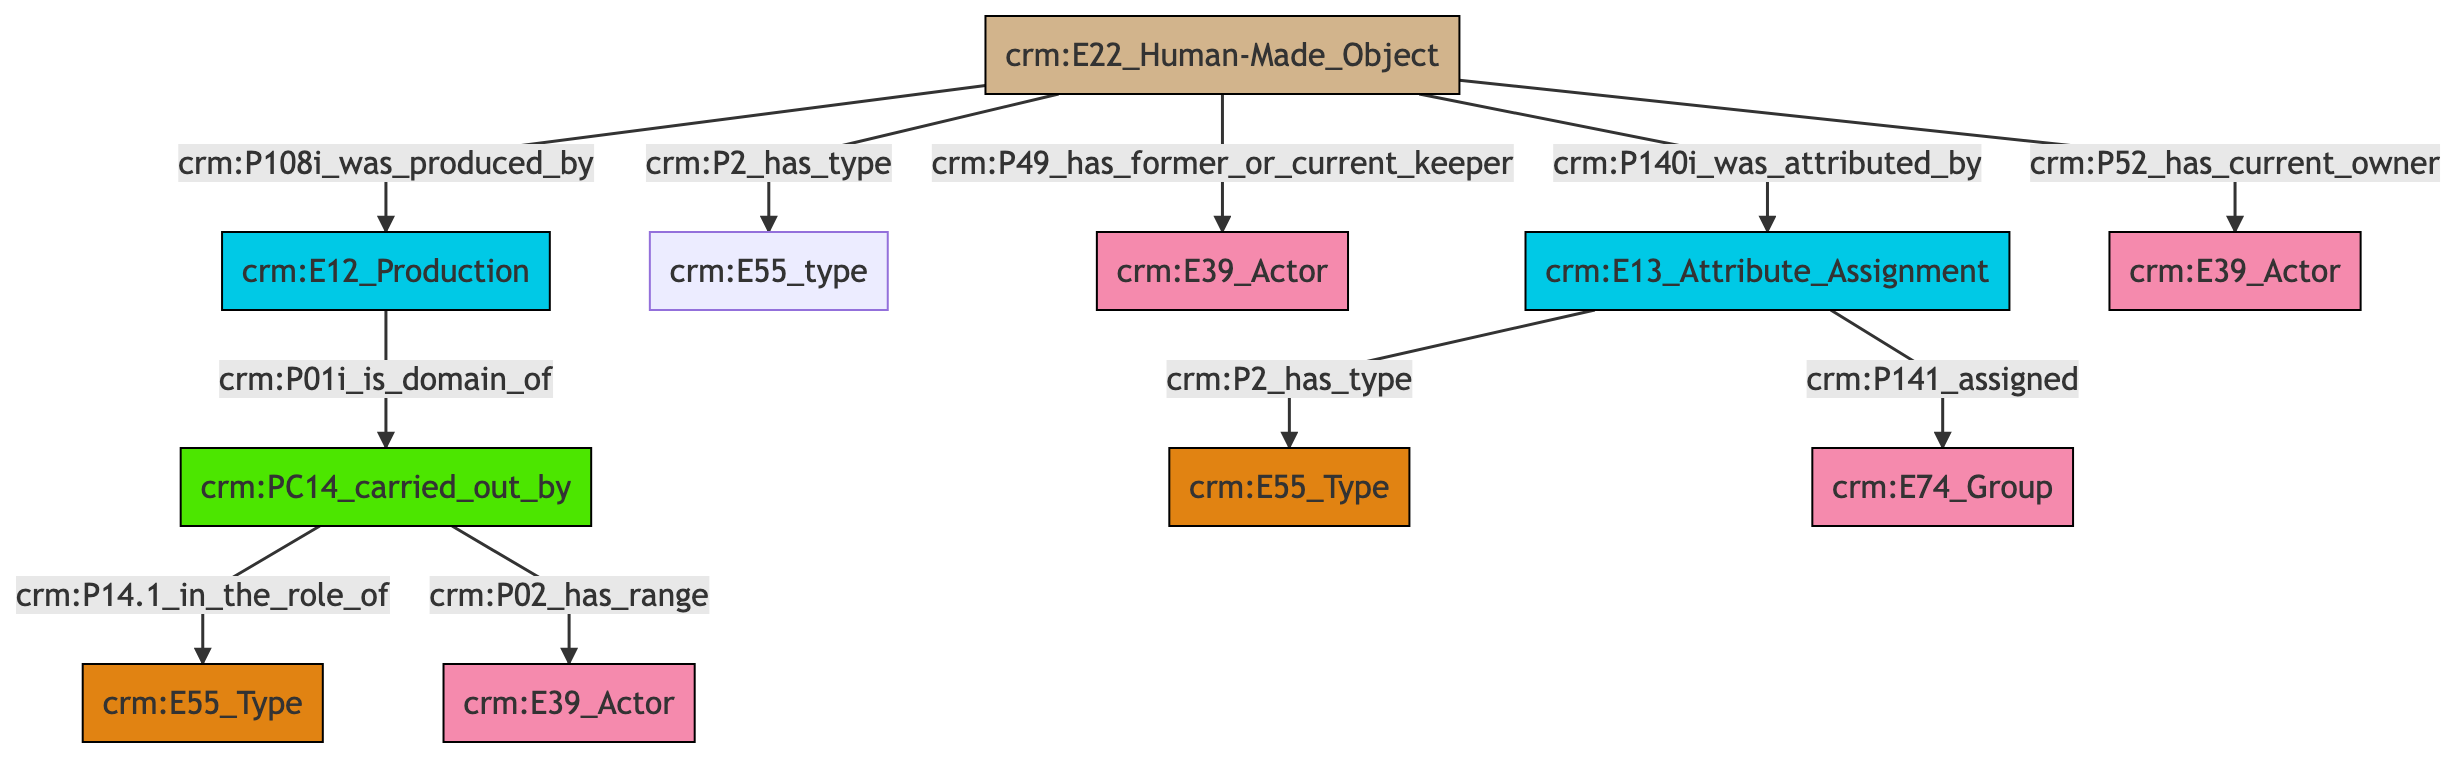 crm:E22_Human-Made_Object
crm:P108i_was_produced_by
crm:P2_has_type
crm:P49_has_former_or_current_keeper
crm:P140i_was_attributed_by
crm:P52_has_current_owner
crm:E12_Production
crm:E55_type
crm:E39_Actor
crm:E13_Attribute_Assignment
crm:E39_Actor
crm:P01i_is_domain_of
crm:P2_has_type
crm:P141_assigned
crm:PC14_carried_out_by
crm:E55_Type
crm:E74_Group
crm:P14.1_in_the_role_of
crm:P02_has_range
crm:E55_Type
crm:E39_Actor